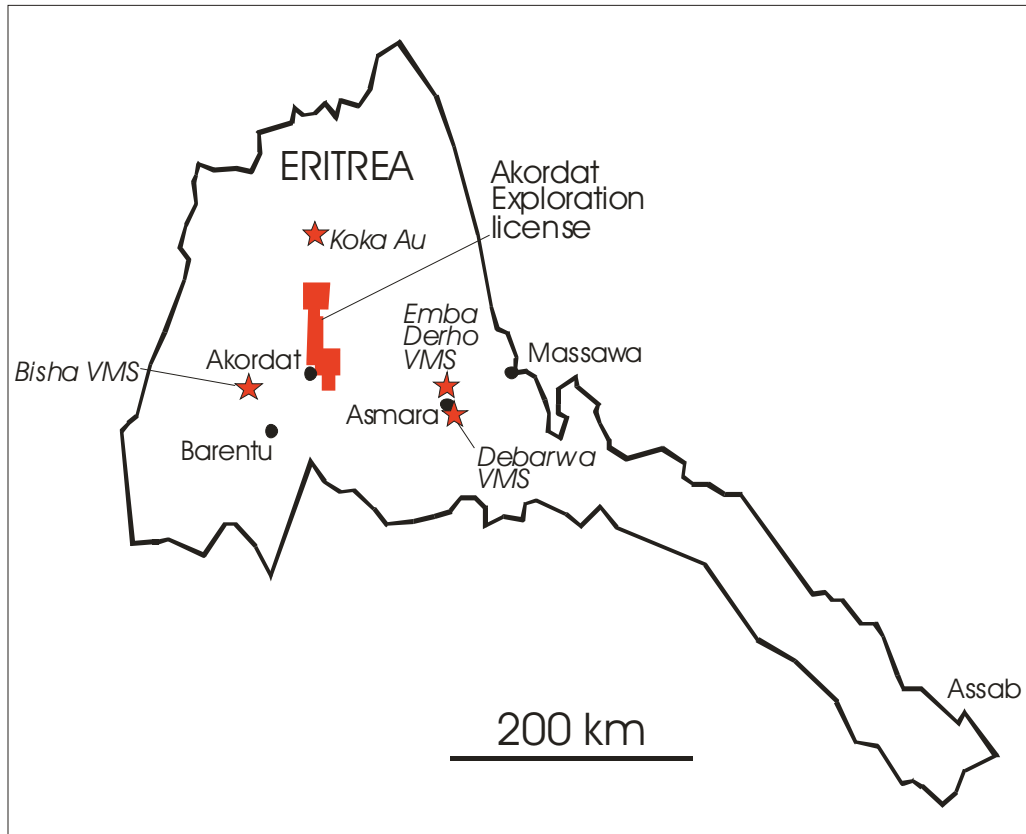 ERITREA
Akordat
Exploration
license
Koka Au
Emba
Derho
VMS
Massawa
Akordat
Bisha VMS
Asmara
Barentu
Debarwa
VMS
Assab
200 km